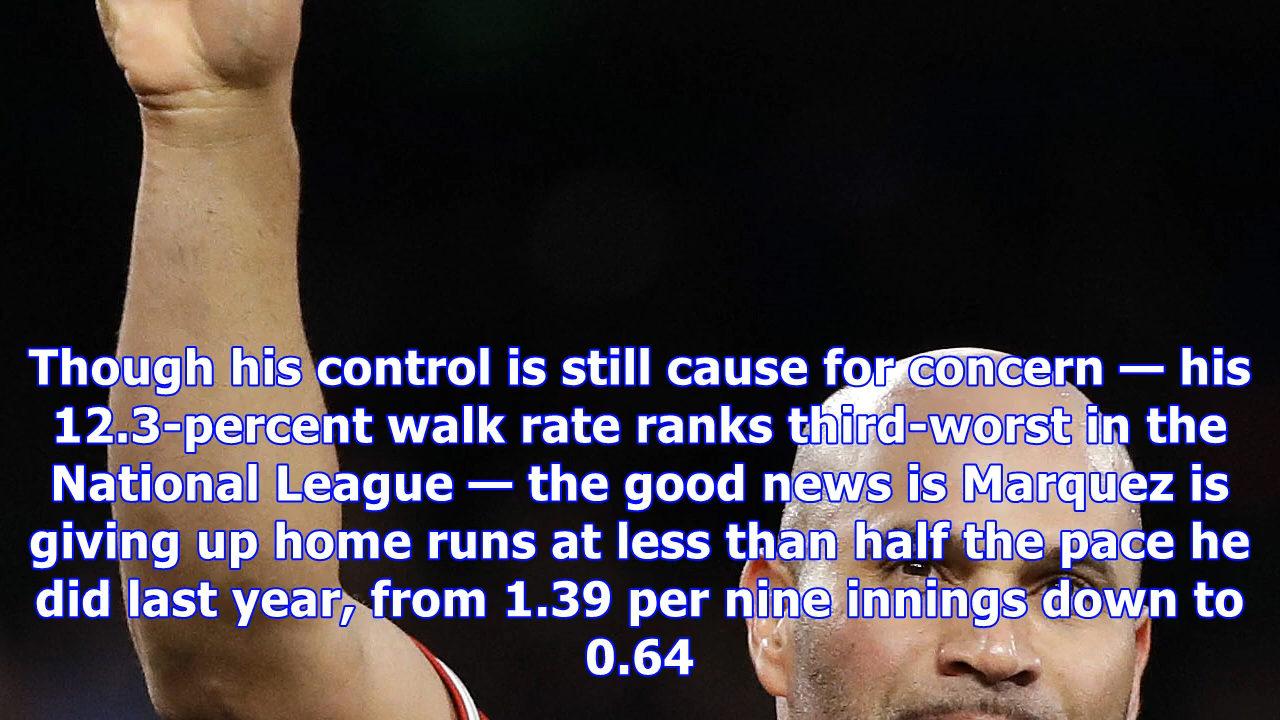 Though his control is still cause for concern — his
12.3-percent walk rate ranks third-worst in the
National League — the good news is Marquez is
giving up home runs at less than half the pace he
did last year, from 1.39 per nine innings down to
0.64